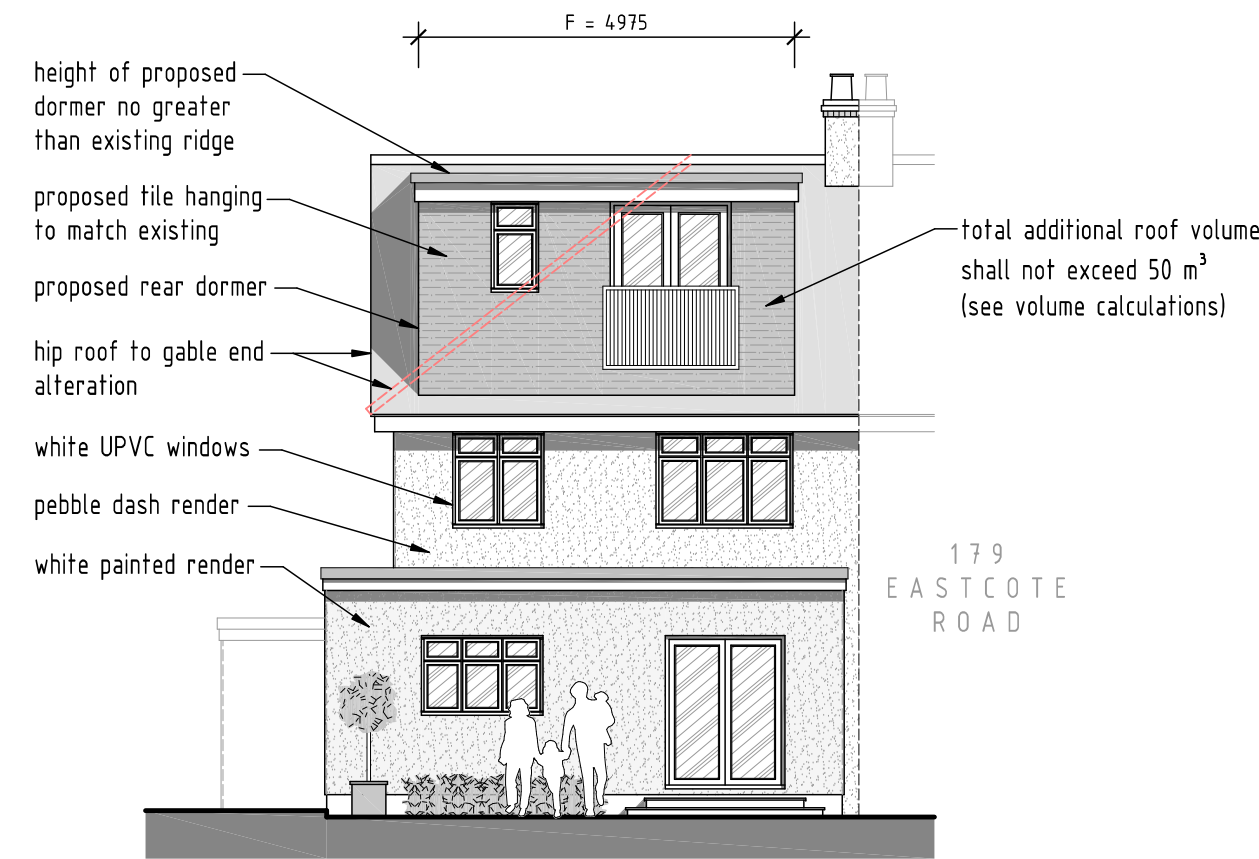 F = 4975
height of proposed
dormer no greater
than existing ridge
proposed tile hanging
to match existing
proposed rear dormer
hip roof to gable end
alteration
white UPVC windows
pebble dash render
white painted render
total additional roof volume
shall not exceed 50 m³
(see volume calculations)
179
EASTCOTE
ROAD